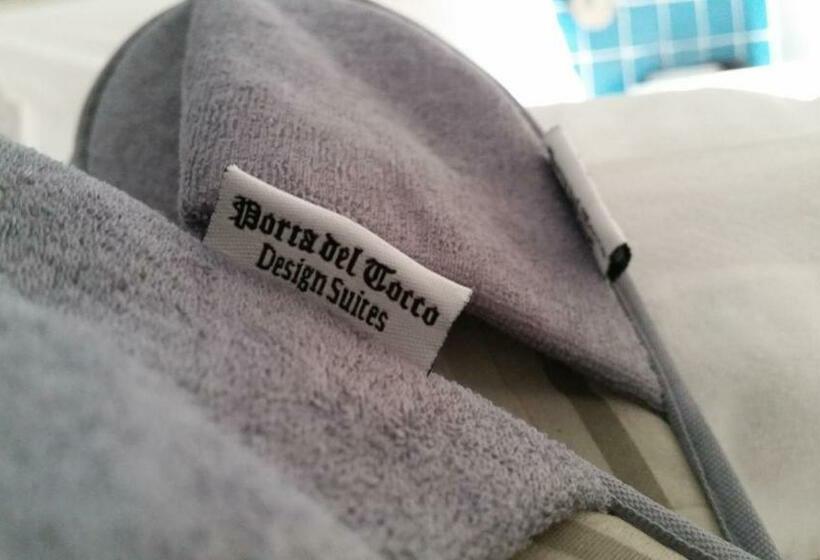 Porta del Tocco
Design Suites